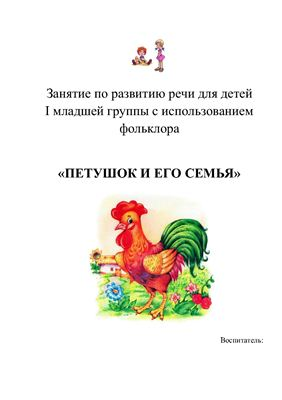 Занятие по развитию речи для детей
I младшей группы с использованием
фольклора
«ПЕТУШОК И ЕГО СЕМЬЯ»
Воспитатель: